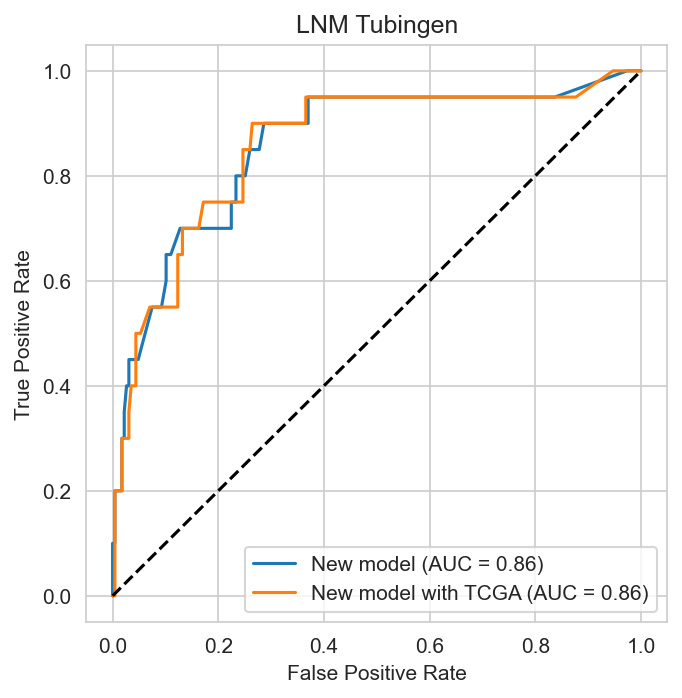 LNM Tubingen
True Positive Rate
1.0
0.8
0.6
0.4
0.2
0.0
New model (AUC = 0.86)
New model with TCGA (AUC = 0.86)
0.0 0.2 0.4 0.6 0.8 1.0
False Positive Rate